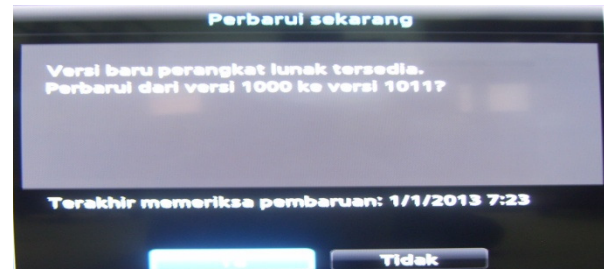 Perbarui sekarang
Versi baru perangkat lunak tersedia.
Perbarui dari versi 1000 ke versi 1011?
Terakhir memeriksa pembaruan: 1/1/2013 7:23
Tidak